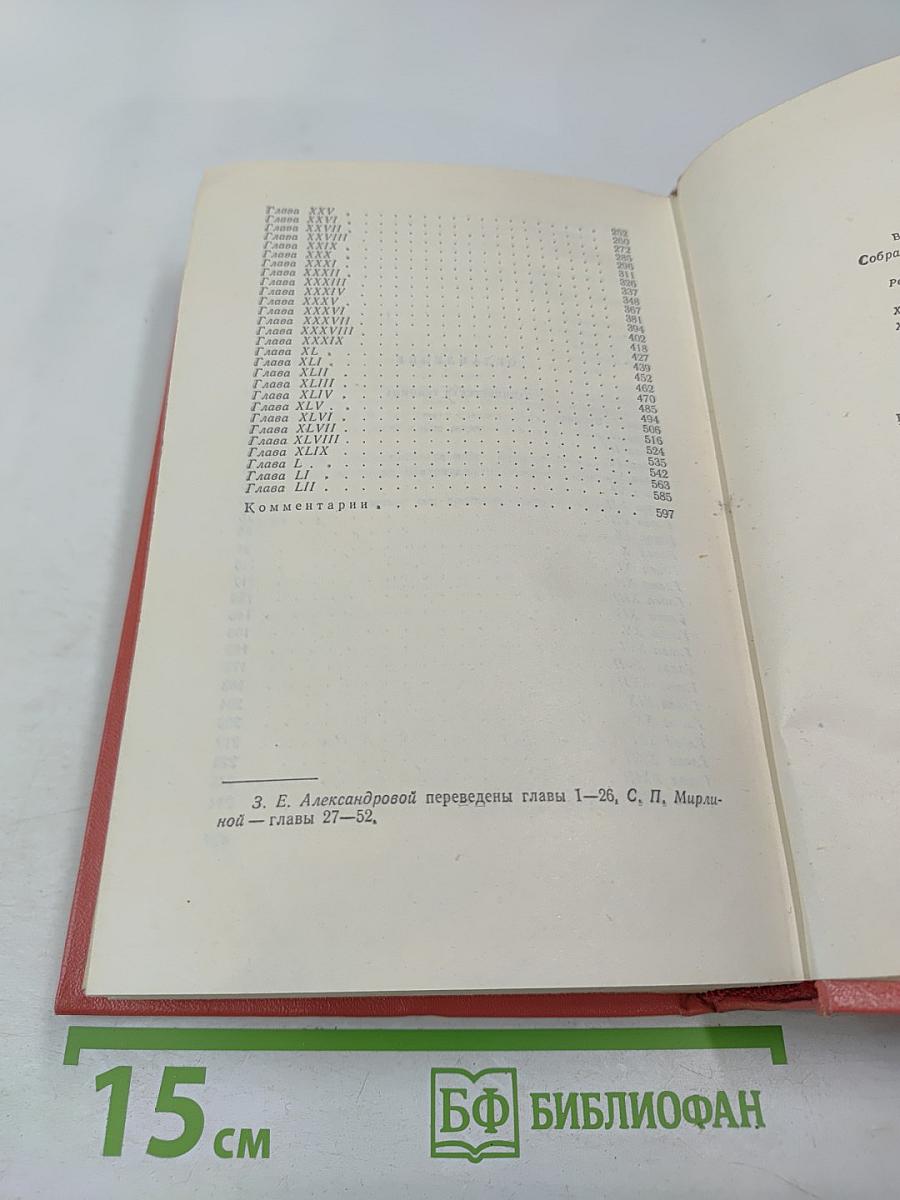 Глава XXV . . . . . . . . . . . . . . 252
Глава XXVI . . . . . . . . . . . . . . 260
Глава XXVII . . . . . . . . . . . . . . 272
Глава XXVIII . . . . . . . . . . . . . . 285
Глава XXIX . . . . . . . . . . . . . . 296
Глава XXX . . . . . . . . . . . . . . 311
Глава XXXI . . . . . . . . . . . . . . 326
Глава XXXII . . . . . . . . . . . . . . 337
Глава XXXIII . . . . . . . . . . . . . . 348
Глава XXXIV . . . . . . . . . . . . . . 367
Глава XXXV . . . . . . . . . . . . . . 381
Глава XXXVI . . . . . . . . . . . . . . 394
Глава XXXVII . . . . . . . . . . . . . . 402
Глава XXXVIII . . . . . . . . . . . . . . 418
Глава XXXIX . . . . . . . . . . . . . . 427
Глава XL . . . . . . . . . . . . . . 439
Глава XLI . . . . . . . . . . . . . . 452
Глава XLII . . . . . . . . . . . . . . 462
Глава XLIII . . . . . . . . . . . . . . 470
Глава XLIV . . . . . . . . . . . . . . 485
Глава XLV . . . . . . . . . . . . . . 494
Глава XLVI . . . . . . . . . . . . . . 506
Глава XLVII . . . . . . . . . . . . . . 516
Глава XLVIII . . . . . . . . . . . . . . 524
Глава XLIX . . . . . . . . . . . . . . 535
Глава L . . . . . . . . . . . . . . 542
Глава LI . . . . . . . . . . . . . . 563
Глава LII . . . . . . . . . . . . . . 585
Комментарии . . . . . . . . . . . . . . 597
З. Е. Александровой переведены главы 1—26, С. П. Мирли-
ной — главы 27—52.
Собра
15 см
БФ БИБЛИОФАН